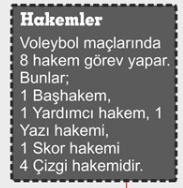 Hakemler
Voleybol maçlarında
8 hakem görev yapar.
Bunlar;
1 Başhakem,
1 Yardımcı hakem, 1
Yazı hakemi,
1 Skor hakemi
4 Çizgi hakemidir.